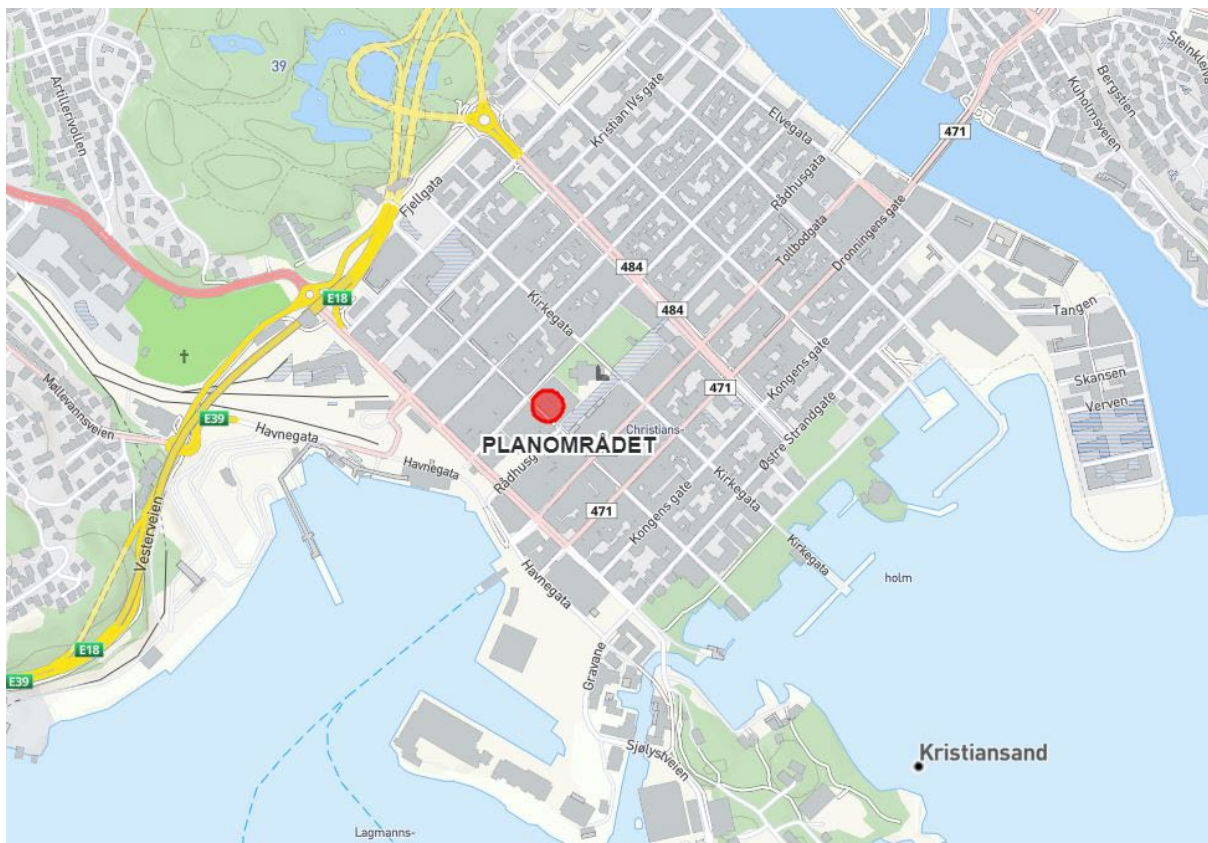 Artillerivollen
39
Steinkleiva
Bergstien
Kuholmsveien
Kristian IVs gate
Elvegata
471
Rådhusgata
Fjellgata
Tollbodgata
Dronningens gate
484
E18
484
Kirkegata
Tangen
Skansen
Verven
Kongens gate
471
Møllevannsveien
E39
Havnegata
Christians-
PLANOMRÅDET
Østre Strandgate
Havnegata
Rådhusg
Kirkegata
471
Kongens gate
Vesterveien
Kirkegata
holm
Havnegata
E18
Gravane
E39
Sjølystveien
Kristiansand
Lagmanns-